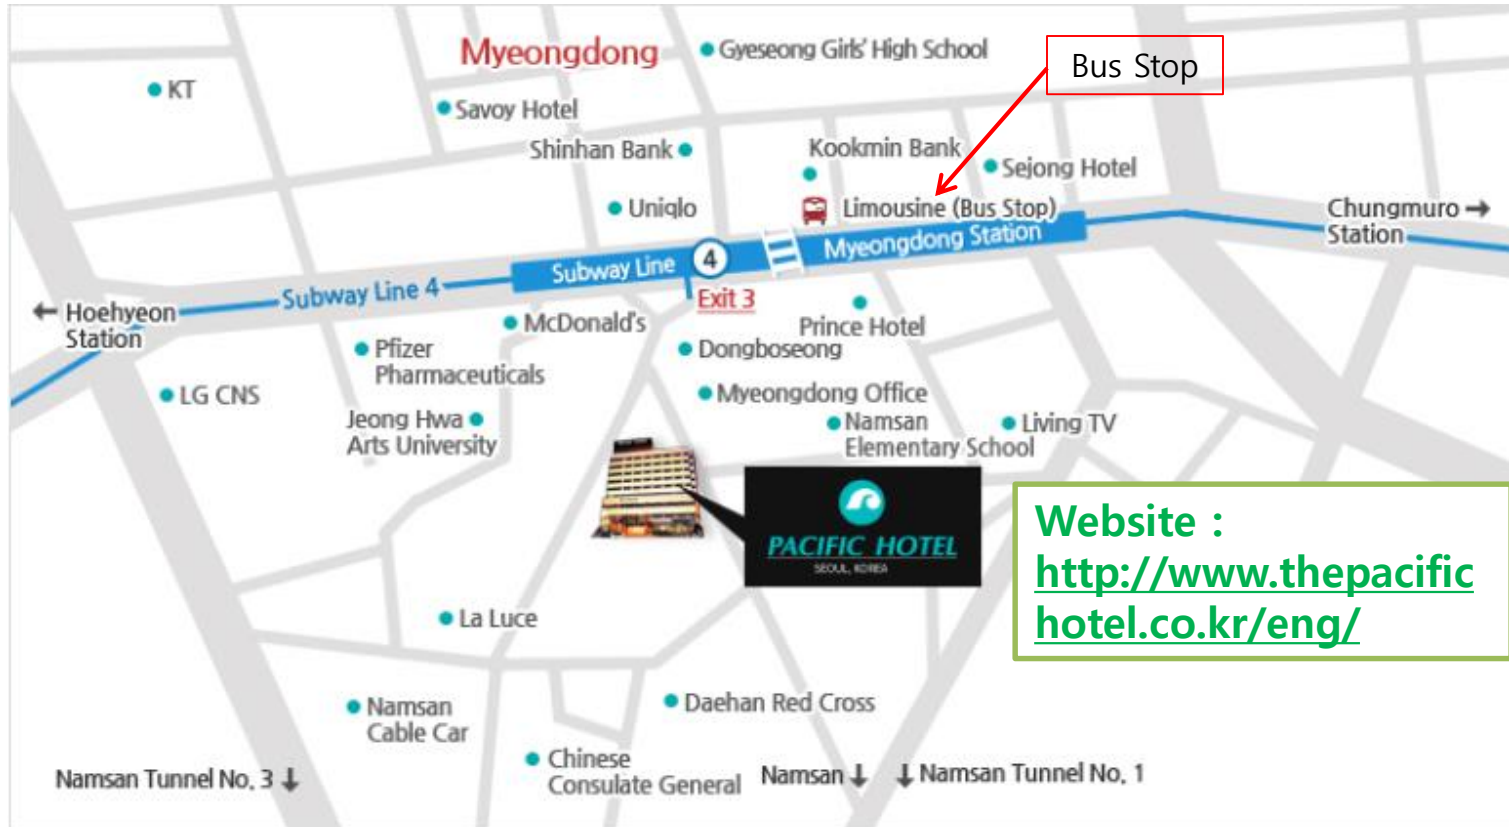 Myeongdong
Gyeseong Girls' High School
Bus Stop
KT
Savoy Hotel
Shinhan Bank
Kookmin Bank
Sejong Hotel
Uniqlo
Limousine (Bus Stop)
Chungmuro →
Station
Myeongdong Station
Subway Line
4
Subway Line 4
Exit 3
← Hoehyeon
Station
McDonald's
Prince Hotel
Pfizer
Pharmaceuticals
Dongboseong
LG CNS
Myeongdong Office
Jeong Hwa
Arts University
Namsan
Elementary School
Living TV
PACIFIC HOTEL
SEOUL, KOREA
Website :
http://www.thepacific
hotel.co.kr/eng/
La Luce
Namsan
Cable Car
Daehan Red Cross
Chinese
Consulate General
Namsan Tunnel No. 3 ↓
Namsan ↓
↓ Namsan Tunnel No. 1